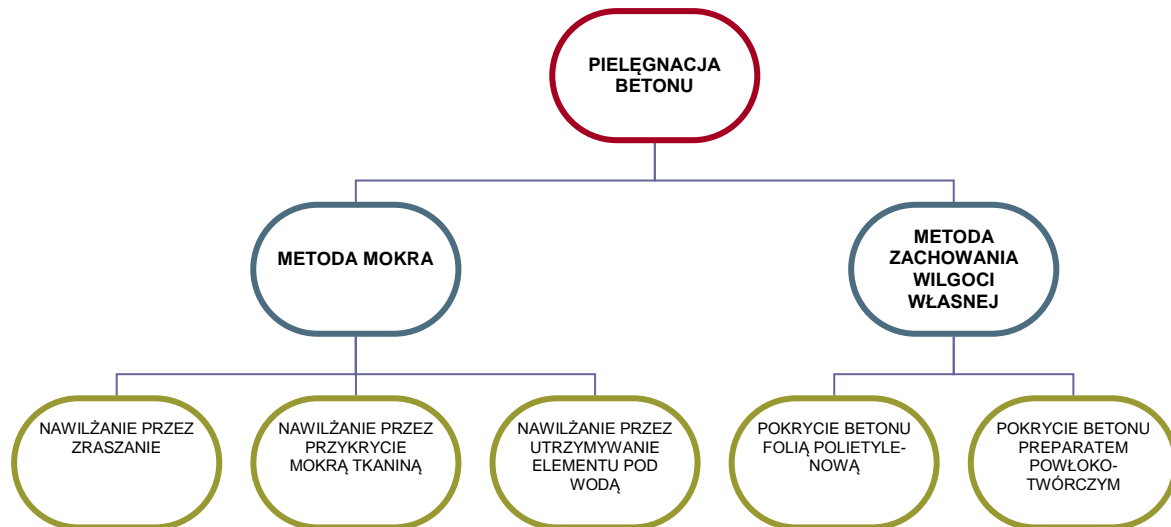 PIELĘGNACJA
BETONU
METODA MOKRA
METODA
ZACHOWANIA
WILGOCI
WŁASNEJ
NAWILŻANIE PRZEZ
ZRASZANIE
NAWILŻANIE PRZEZ
PRZYKRYCIE
MOKRĄ TKANINĄ
NAWILŻANIE PRZEZ
UTRZYMYWANIE
ELEMENTU POD
WODĄ
POKRYCIE BETONU
FOLIĄ POLIETYLE-
NOWĄ
POKRYCIE BETONU
PREPARATEM
POWŁOKO-
TWÓRCZYM